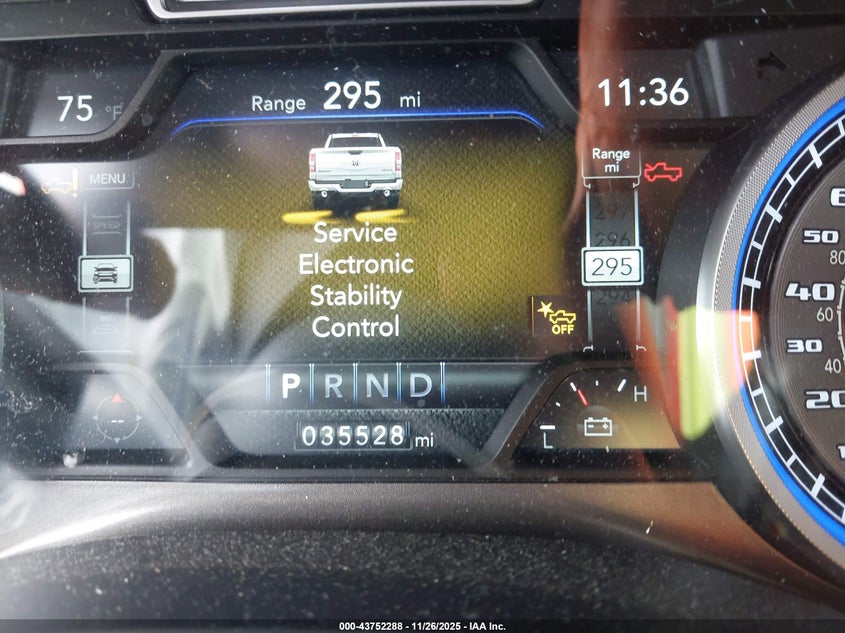 75 °F
Range 295 mi
11:36
MENU
SPEED
Range
mi
297
296
295
294
Service
Electronic
Stability
Control
OFF
P R N D
035528 mi
L H
50
80
40
60
30
40
20
000-43752288 - 11/26/2025 - IAA Inc.